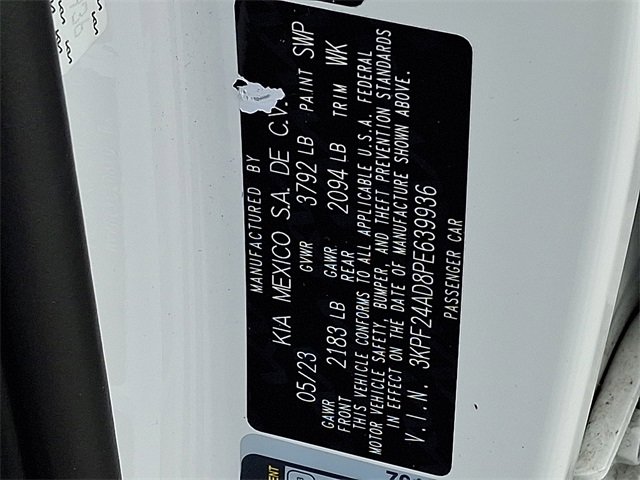 MANUFACTURED BY
KIA MEXICO S.A. DE C.V.
05/23 GVWR 3792 LB PAINT SWP
GAWR FRONT 2183 LB GAWR REAR 2094 LB TRIM WK
THIS VEHICLE CONFORMS TO ALL APPLICABLE U.S.A. FEDERAL
MOTOR VEHICLE SAFETY, BUMPER, AND THEFT PREVENTION STANDARDS
IN EFFECT ON THE DATE OF MANUFACTURE SHOWN ABOVE.
V.I.N. 3KPF24AD8PE639936
PASSENGER CAR